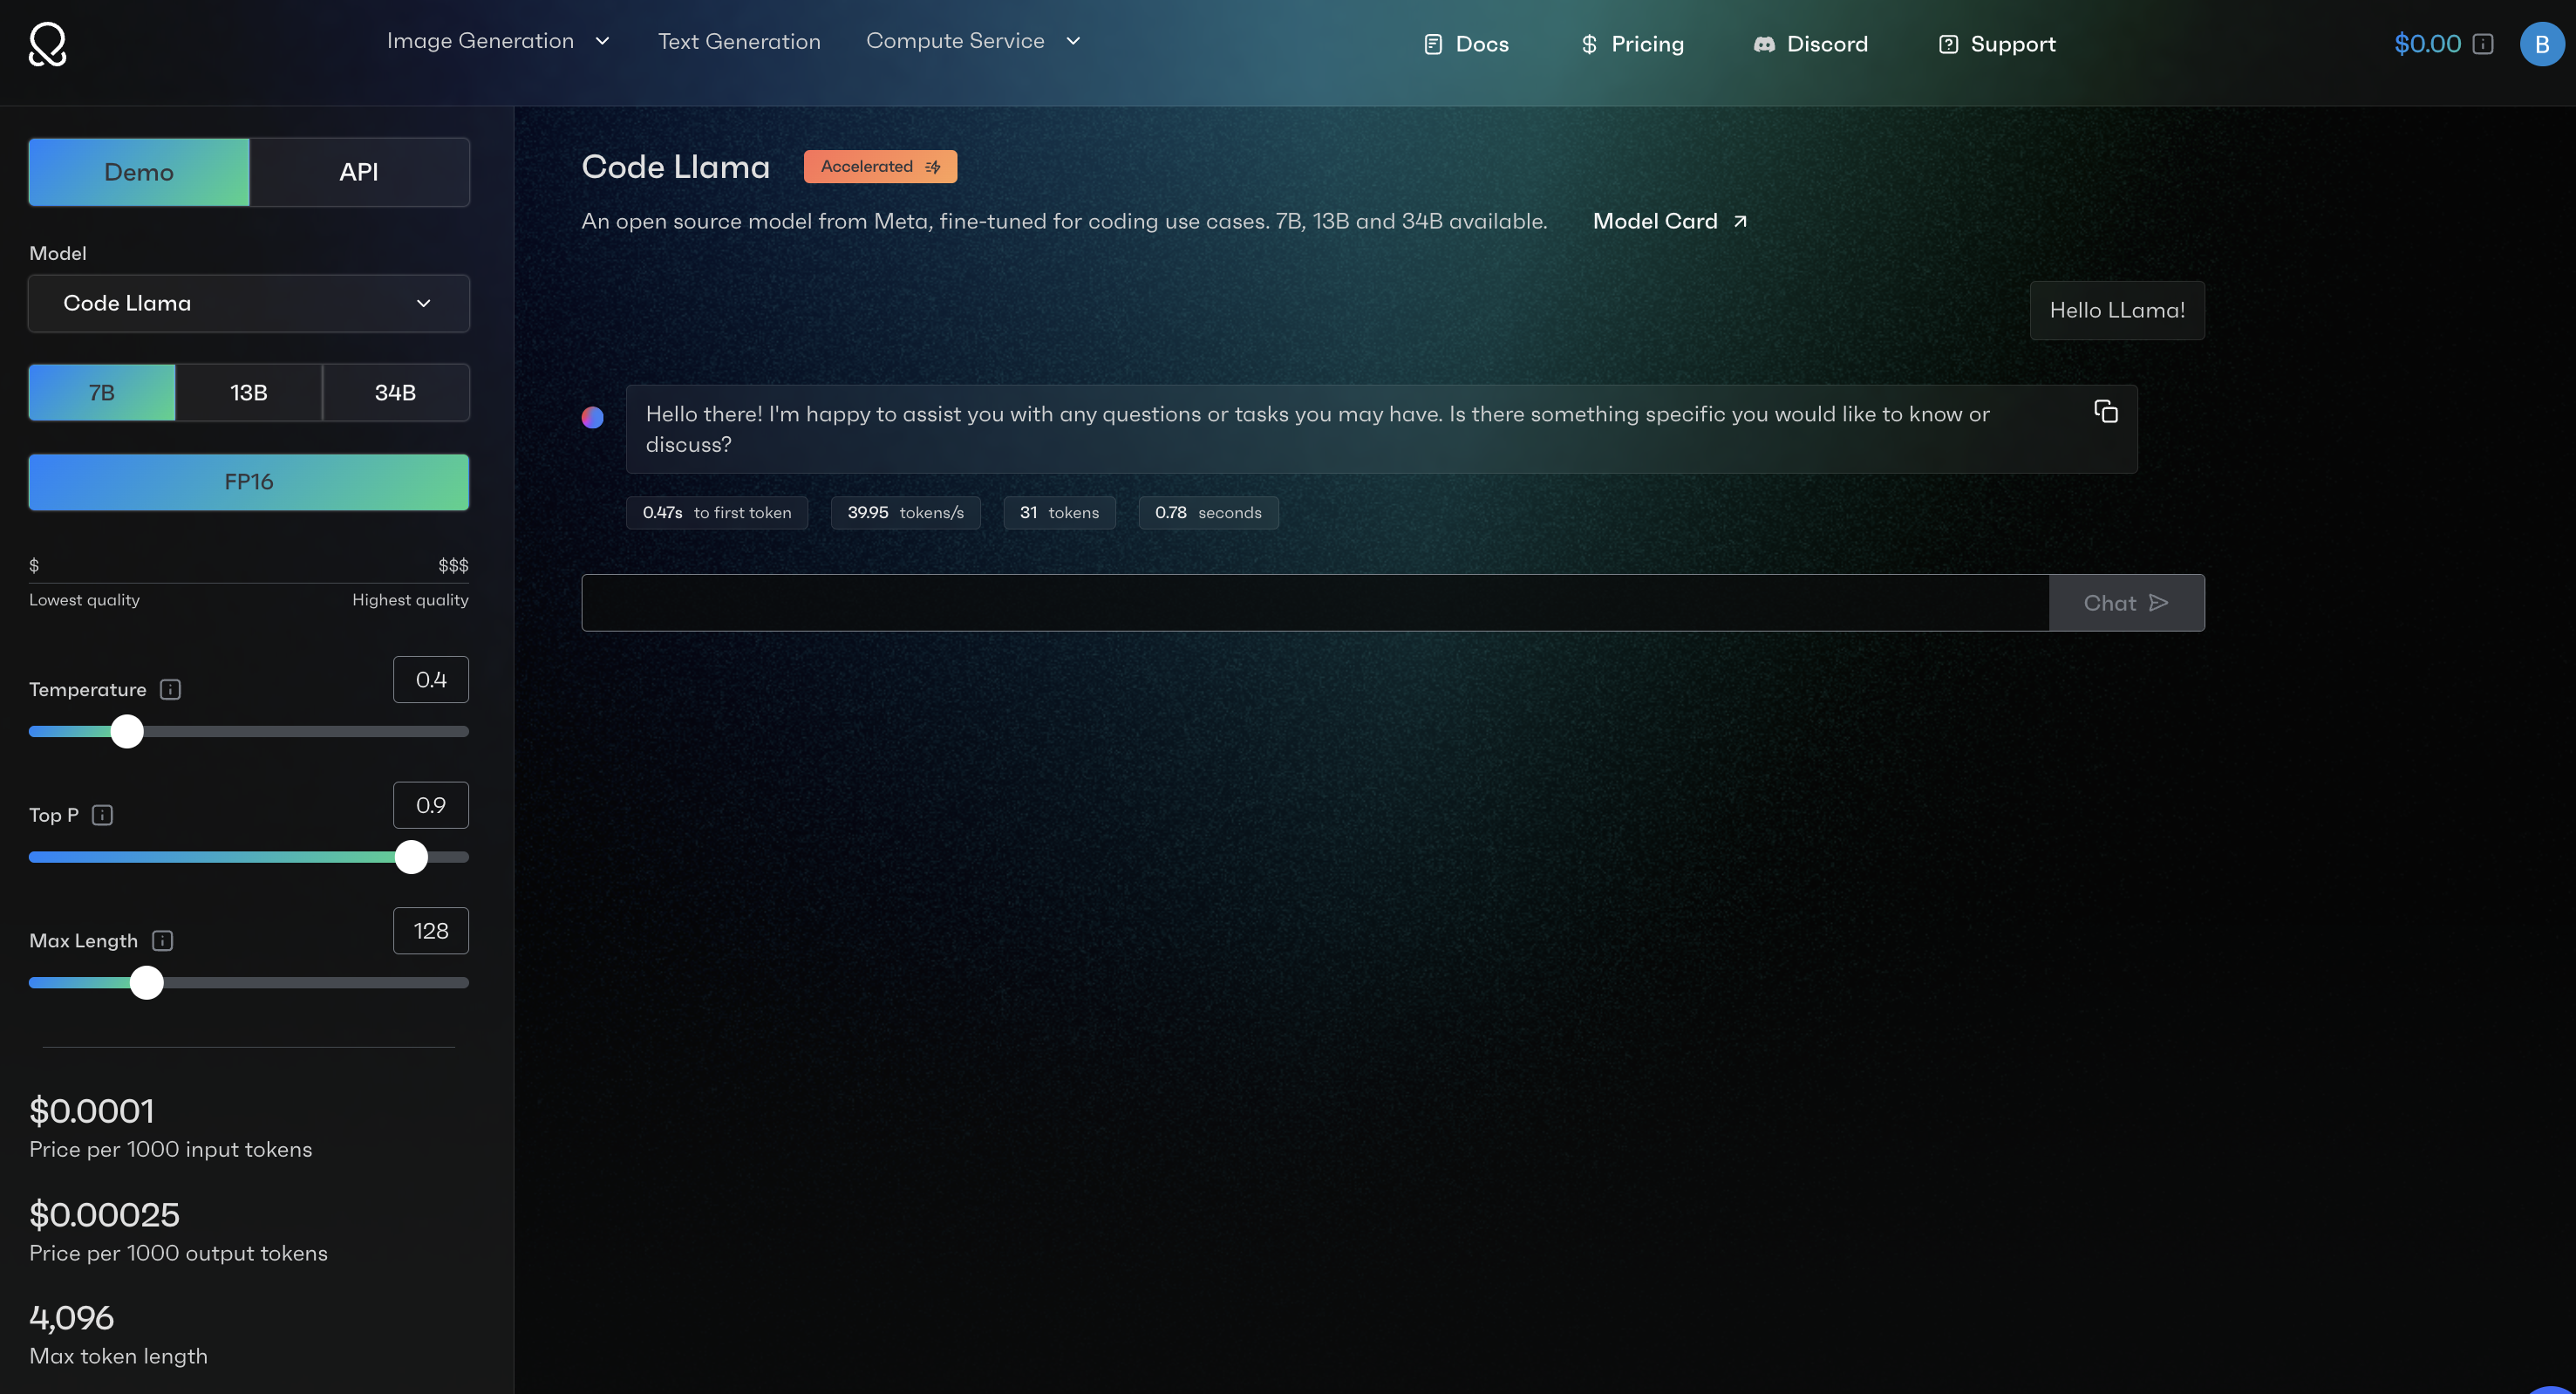 Image Generation
Text Generation
Compute Service
Docs
Pricing
Discord
Support
$0.00
B
Demo
API
Model
Code Llama
7B
13B
34B
FP16
$
$$$
Lowest quality
Highest quality
Temperature
0.4
Top P
0.9
Max Length
128
$0.0001
Price per 1000 input tokens
$0.00025
Price per 1000 output tokens
4,096
Max token length
Code Llama
Accelerated
An open source model from Meta, fine-tuned for coding use cases. 7B, 13B and 34B available.
Model Card
Hello LLama!
Hello there! I'm happy to assist you with any questions or tasks you may have. Is there something specific you would like to know or
discuss?
0.47s to first token
39.95 tokens/s
31 tokens
0.78 seconds
Chat